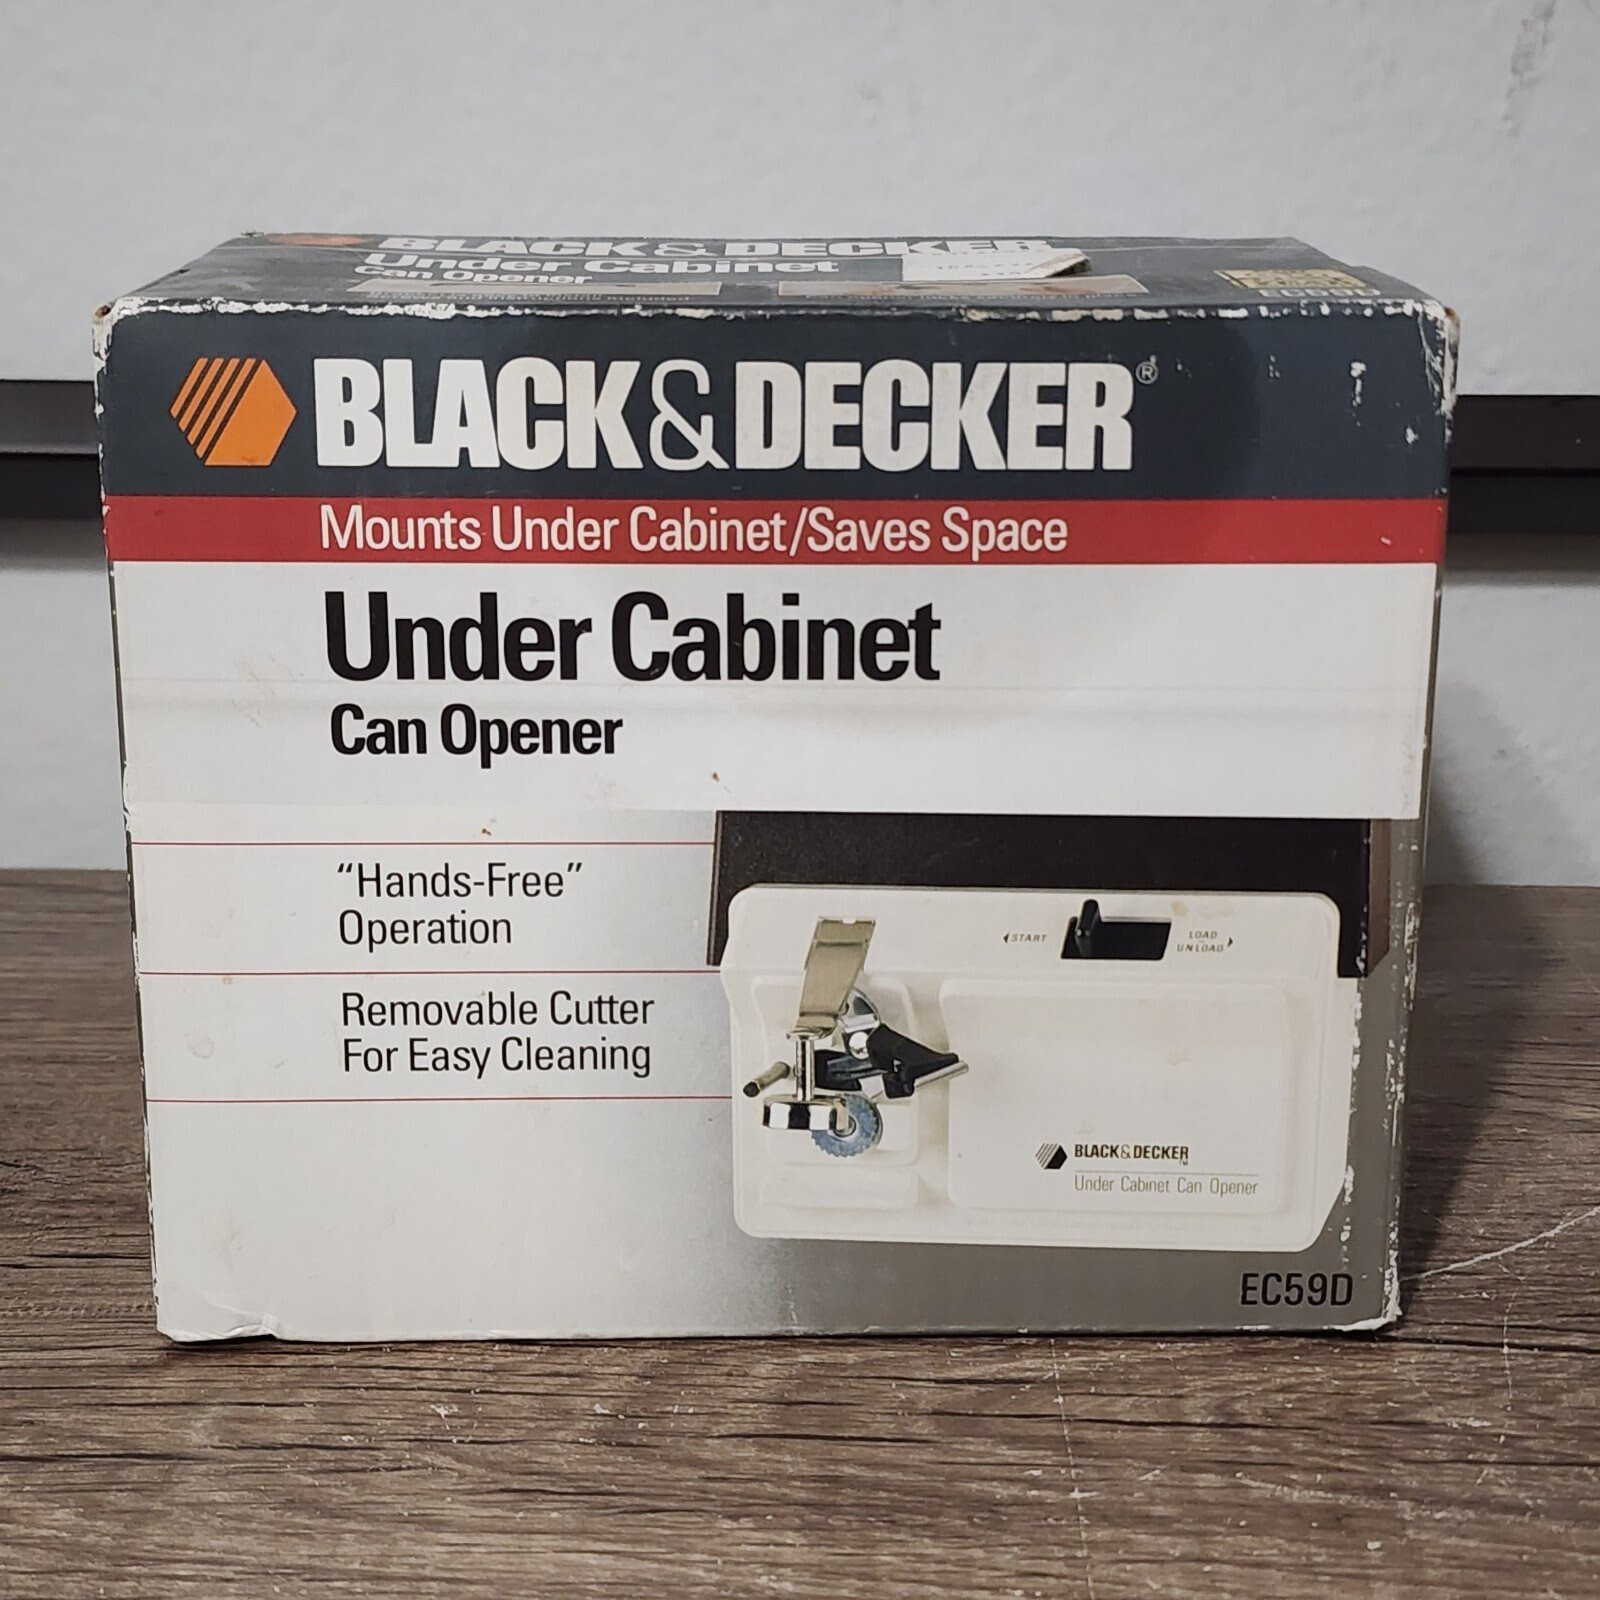 BLACK & DECKER
Under Cabinet
Can Opener
BLACK & DECKER®
Mounts Under Cabinet/Saves Space
Under Cabinet
Can Opener
“Hands-Free”
Operation
Removable Cutter
For Easy Cleaning
START
LOAD
UNLOAD
BLACK & DECKER™
Under Cabinet Can Opener
EC59D